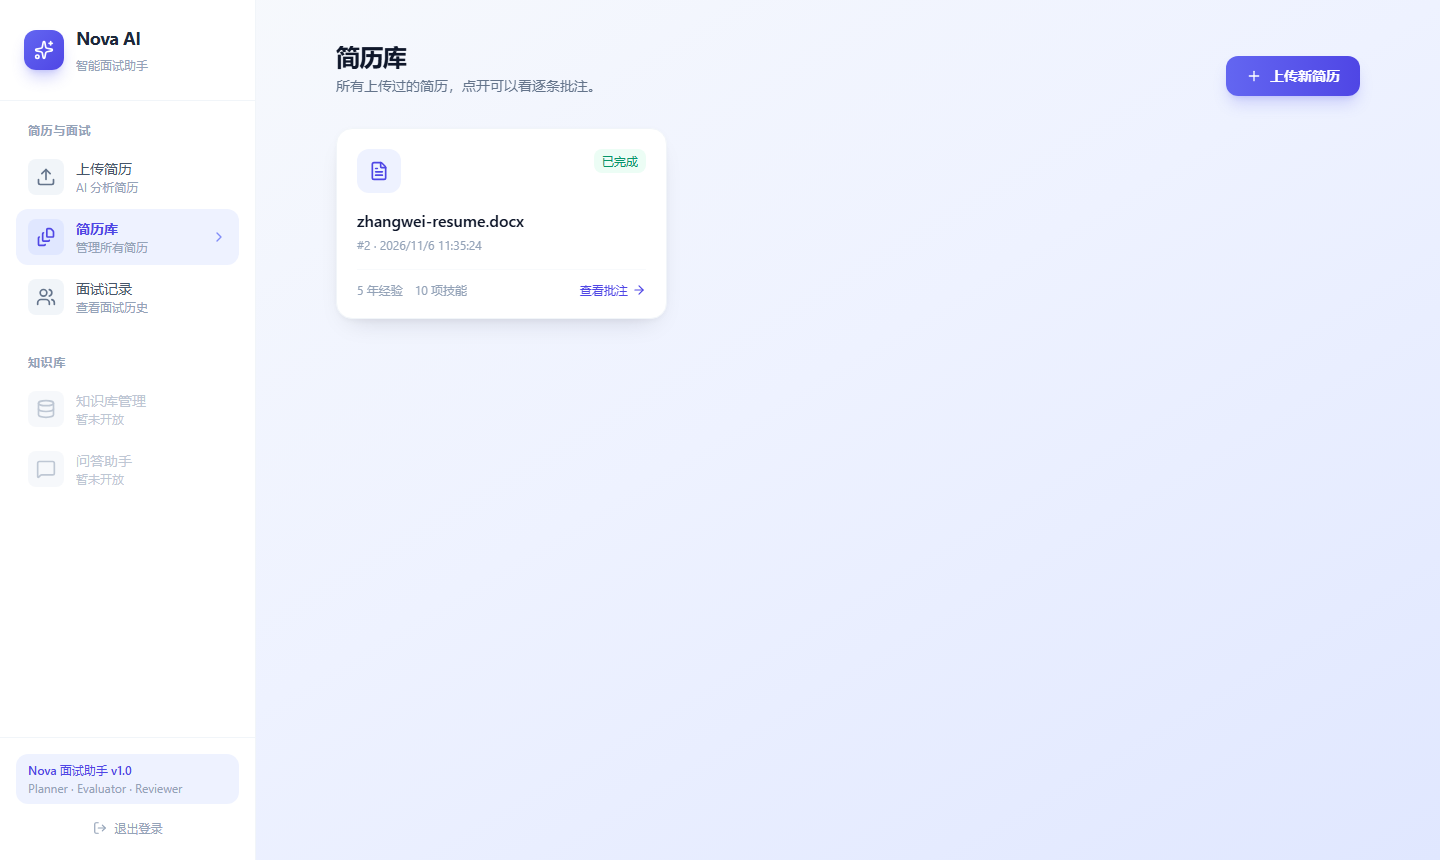 Nova AI
智能面试助手
简历与面试
上传简历
AI 分析简历
简历库
管理所有简历
面试记录
查看面试历史
知识库
知识库管理
暂未开放
问答助手
暂未开放
Nova 面试助手 v1.0
Planner · Evaluator · Reviewer
退出登录
简历库
所有上传过的简历，点开可以看逐条批注。
上传新简历
已完成
zhangwei-resume.docx
#2 · 2026/11/6 11:35:24
5 年经验 10 项技能
查看批注